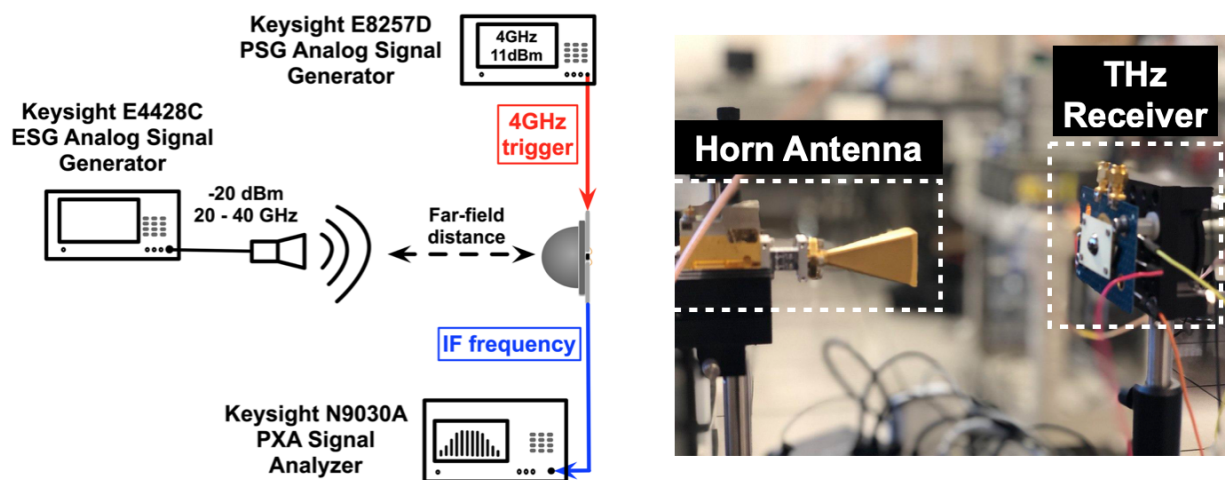 Keysight E8257D
PSG Analog Signal
Generator
4GHz
11dBm
Keysight E4428C
ESG Analog Signal
Generator
4GHz
trigger
-20 dBm
20 - 40 GHz
Far-field
distance
IF frequency
Keysight N9030A
PXA Signal
Analyzer
THz
Receiver
Horn Antenna